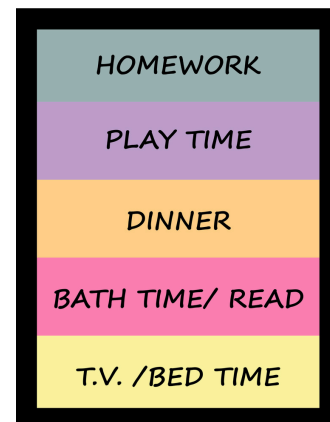 HOMEWORK
PLAY TIME
DINNER
BATH TIME/ READ
T.V. /BED TIME